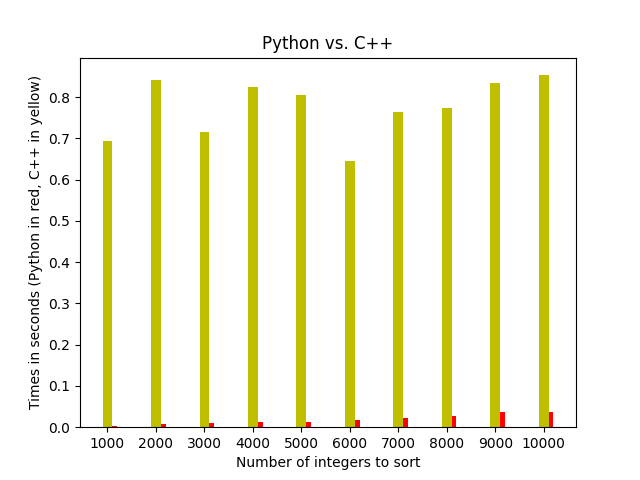 Python vs. C++
Times in seconds (Python in red, C++ in yellow)
0.8
0.7
0.6
0.5
0.4
0.3
0.2
0.1
0.0
1000 2000 3000 4000 5000 6000 7000 8000 9000 10000
Number of integers to sort